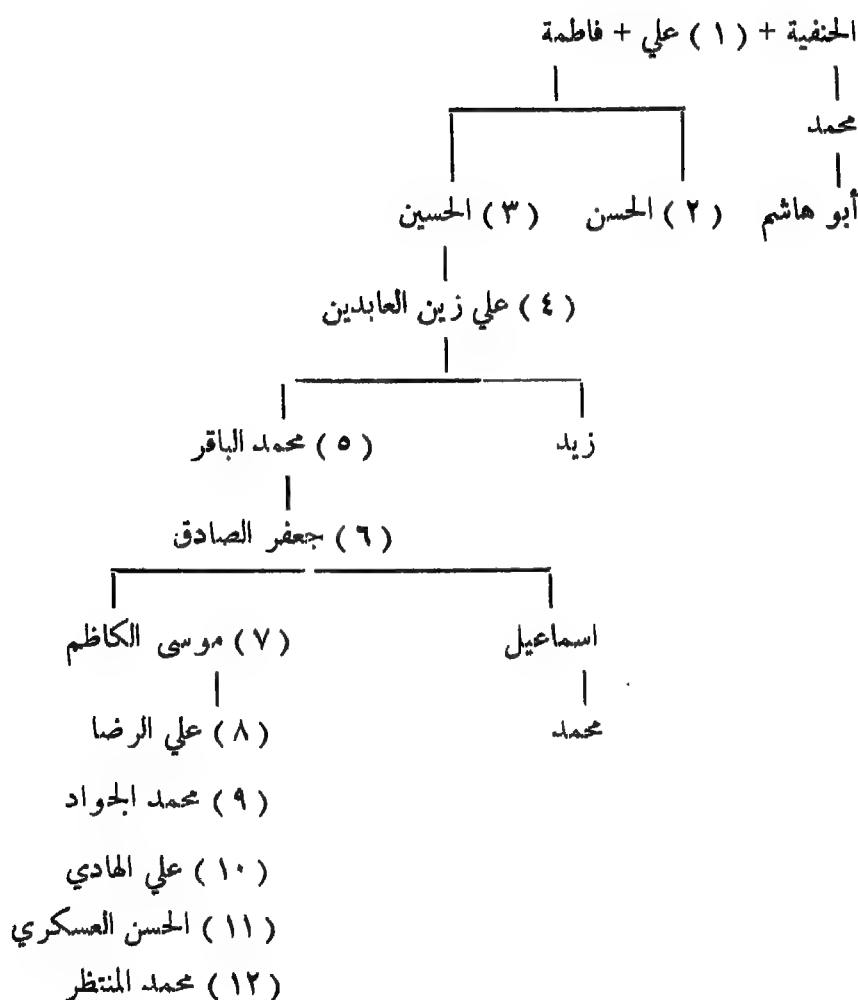 الحنفية + ( ١ ) علي + فاطمة
محمد
أبو هاشم ( ٢ ) الحسن ( ٣ ) الحسين
( ٤ ) علي زين العابدين
زيد ( ٥ ) محمد الباقر
( ٦ ) جعفر الصادق
اسماعيل ( ٧ ) موسى الكاظم
محمد ( ٨ ) علي الرضا
( ٩ ) محمد الجواد
( ١٠ ) علي الهادي
( ١١ ) الحسن العسكري
( ١٢ ) محمد المنتظر